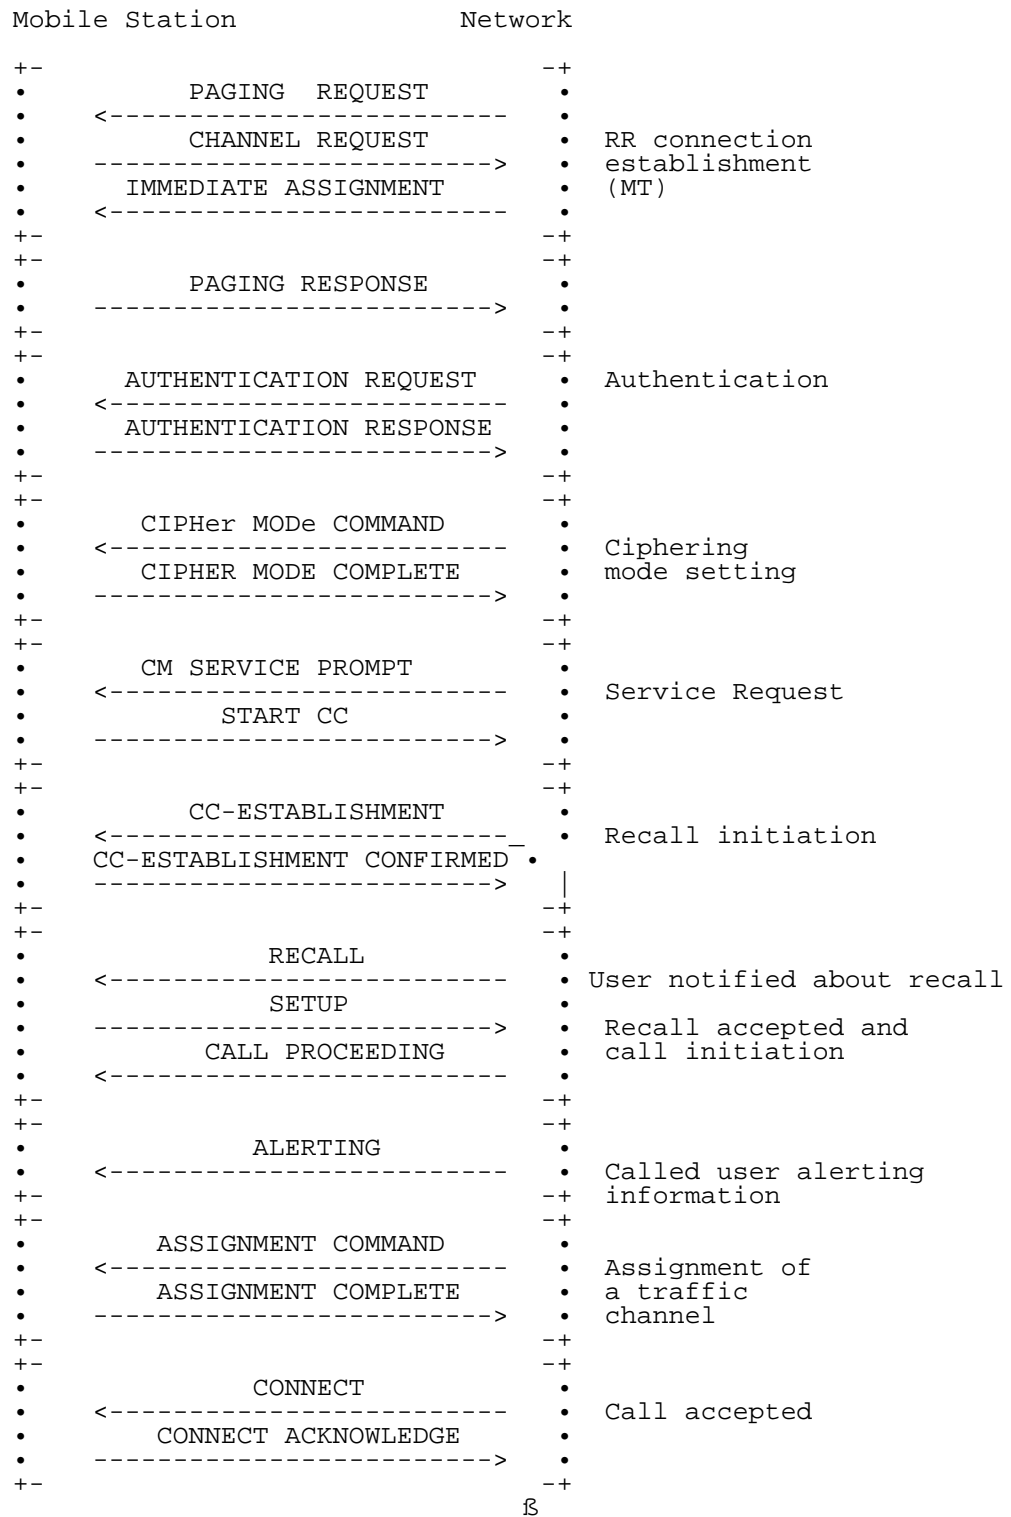 Mobile Station Network
+- -+
• PAGING REQUEST •
• <------------------------- •
• CHANNEL REQUEST • RR connection
• -------------------------> • establishment
• IMMEDIATE ASSIGNMENT • (MT)
• <------------------------- •
+- -+
+- -+
• PAGING RESPONSE •
• -------------------------> •
+- -+
+- -+
• AUTHENTICATION REQUEST • Authentication
• <------------------------- •
• AUTHENTICATION RESPONSE •
• -------------------------> •
+- -+
+- -+
• CIPHer MODe COMMAND •
• <------------------------- • Ciphering
• CIPHER MODE COMPLETE • mode setting
• -------------------------> •
+- -+
+- -+
• CM SERVICE PROMPT •
• <------------------------- • Service Request
• START CC •
• -------------------------> •
+- -+
+- -+
• CC-ESTABLISHMENT •
• <-------------------------_ • Recall initiation
• CC-ESTABLISHMENT CONFIRMED •
• -------------------------> |
+- -+
+- -+
• RECALL •
• <------------------------- • User notified about recall
• SETUP •
• -------------------------> • Recall accepted and
• CALL PROCEEDING • call initiation
• <------------------------- •
+- -+
+- -+
• ALERTING •
• <------------------------- • Called user alerting
+- -+ information
+- -+
• ASSIGNMENT COMMAND •
• <------------------------- • Assignment of
• ASSIGNMENT COMPLETE • a traffic
• -------------------------> • channel
+- -+
+- -+
• CONNECT •
• <------------------------- • Call accepted
• CONNECT ACKNOWLEDGE •
• -------------------------> •
+- -+
ß